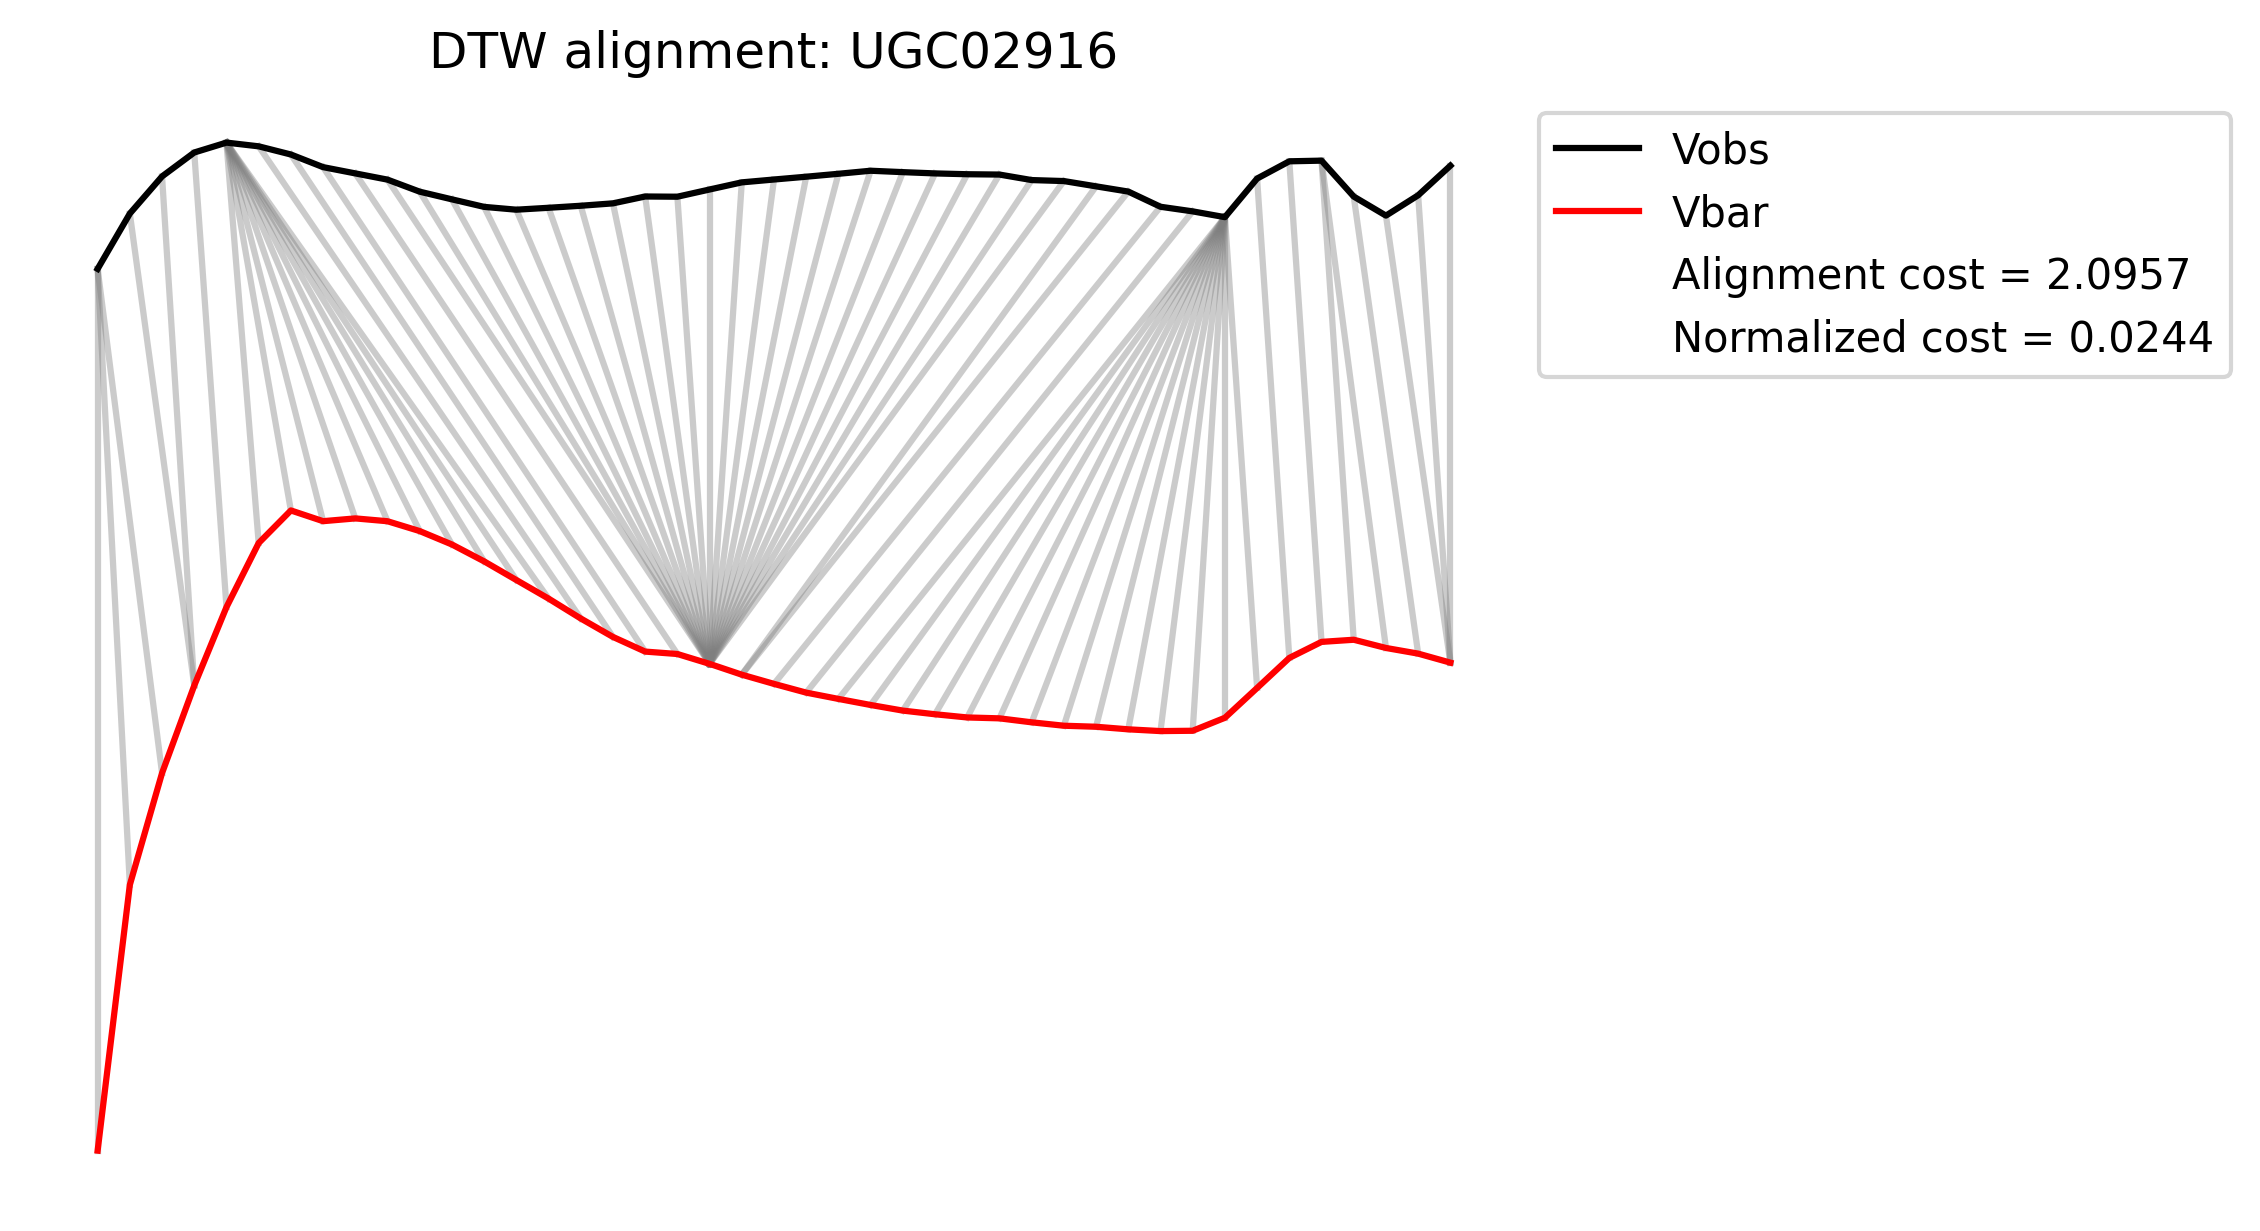 DTW alignment: UGC02916
Vobs
Vbar
Alignment cost = 2.0957
Normalized cost = 0.0244